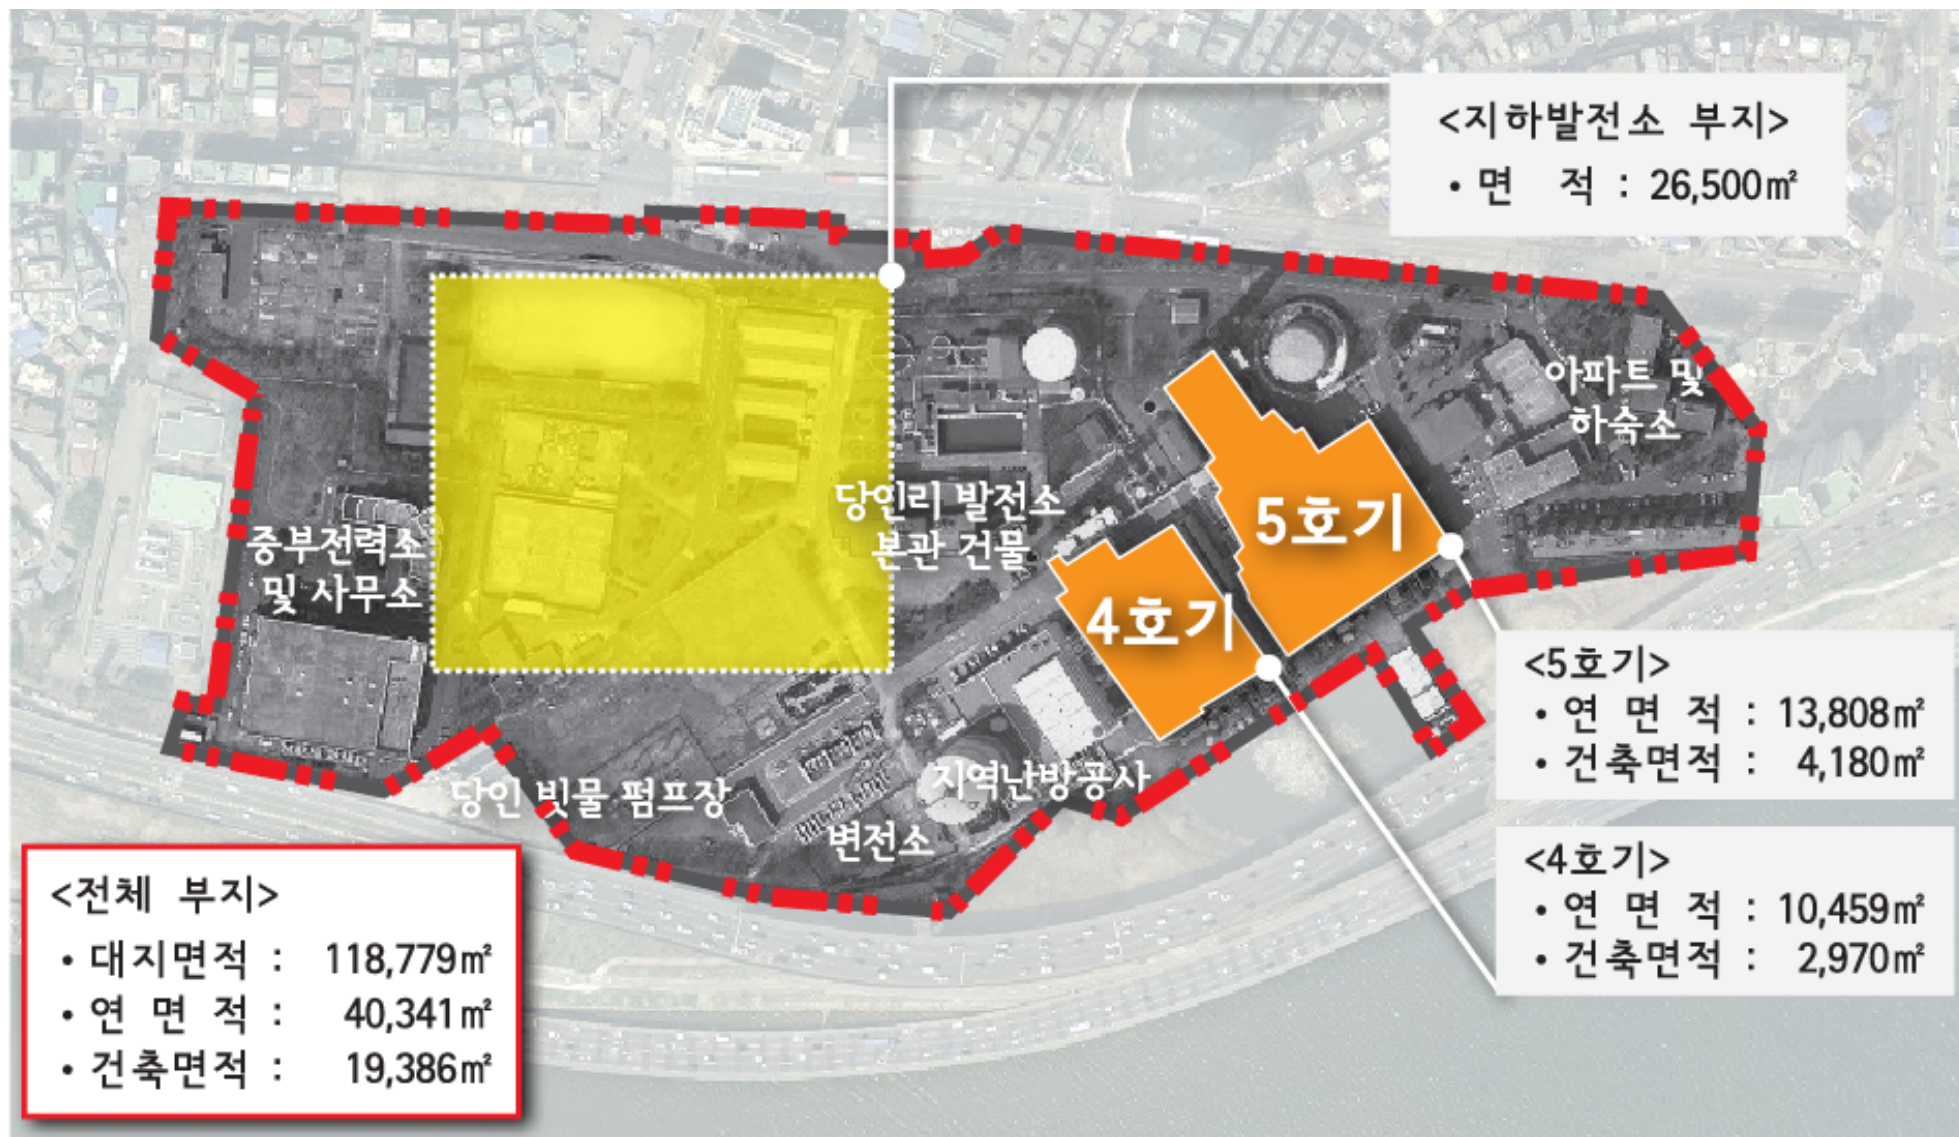 <지하발전소 부지>
• 면 적 : 26,500㎡
아파트 및
하숙소
당인리 발전소
본관 건물
5호기
4호기
중부전력소
및 사무소
<5호기>
• 연 면 적 : 13,808㎡
• 건축면적 : 4,180㎡
당인 빗물 펌프장
지역난방공사
변전소
<4호기>
• 연 면 적 : 10,459㎡
• 건축면적 : 2,970㎡
<전체 부지>
• 대지면적 : 118,779㎡
• 연 면 적 : 40,341㎡
• 건축면적 : 19,386㎡